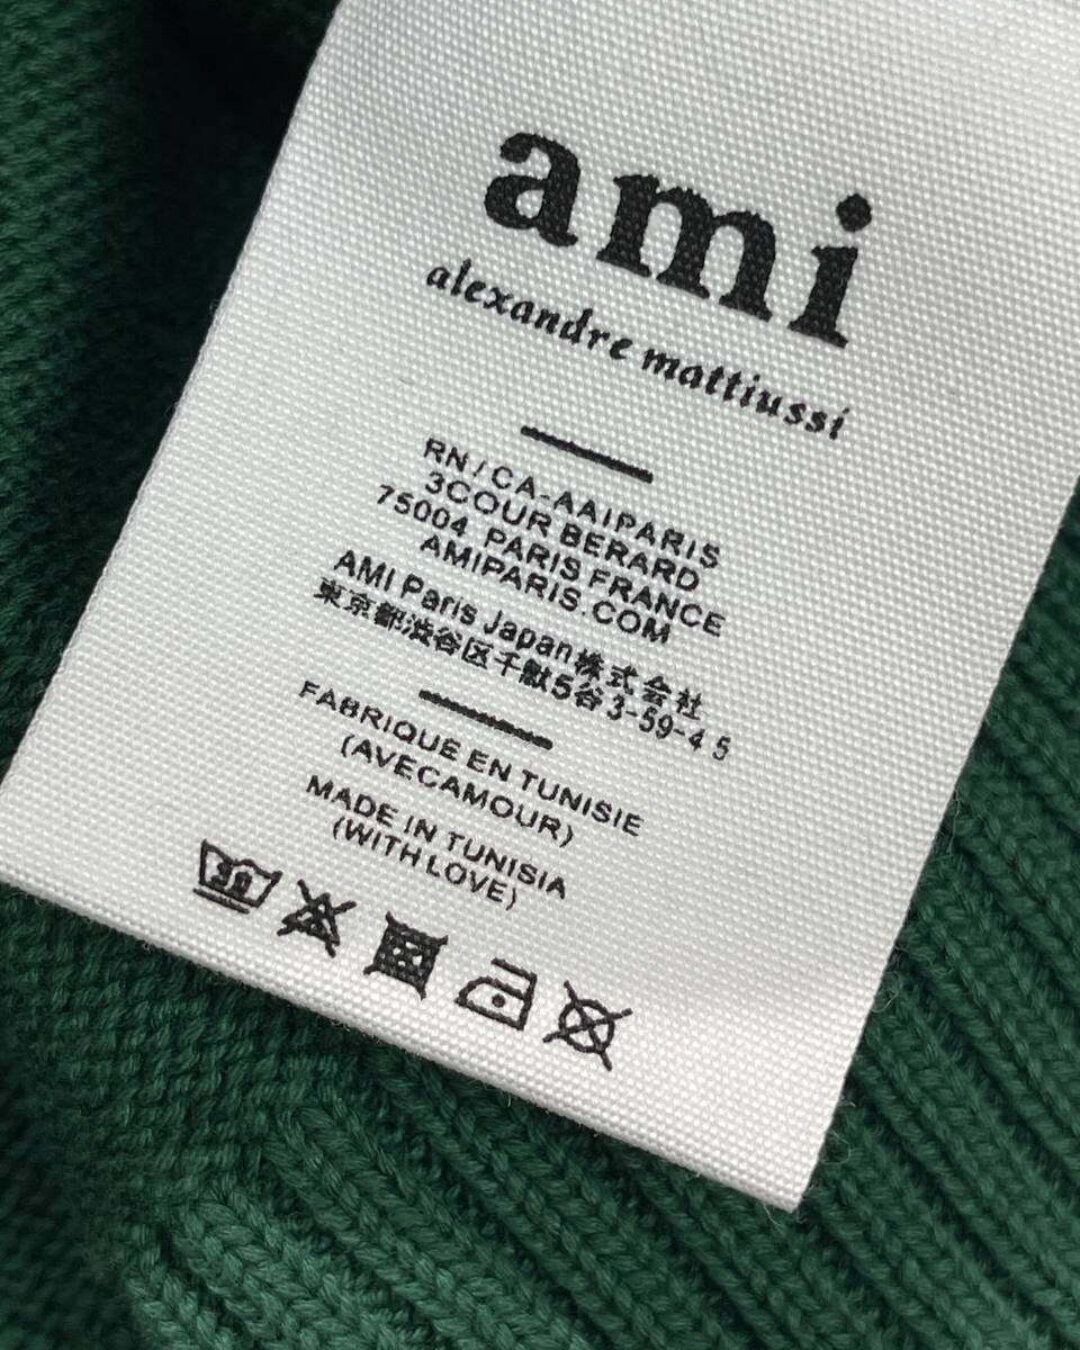 ami
alexandre mattiussi
RN/CA-AAIPARIS
3COUR BERARD
75004 PARIS FRANCE
AMIPARIS.COM
AMI Paris Japan株式会社
東京都渋谷区千駄5谷3-59-4 5
FABRIQUE EN TUNISIE
(AVECAMOUR)
MADE IN TUNISIA
(WITH LOVE)
30